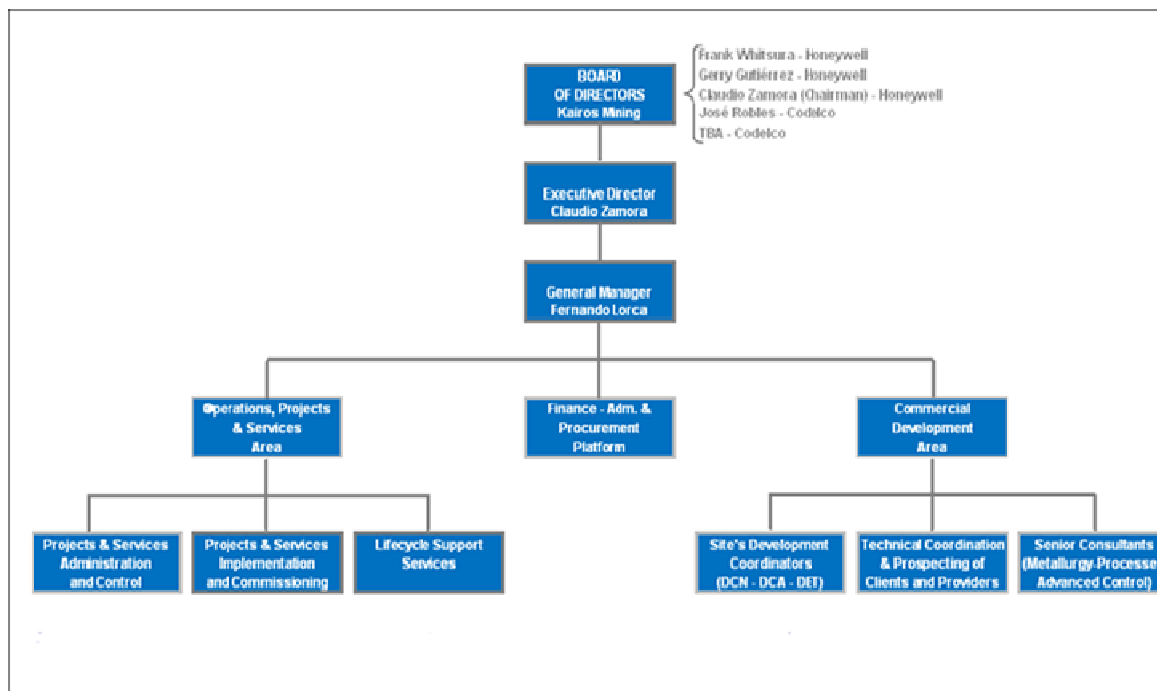 BOARD
OF DIRECTORS
Kairos Mining
Frank Whitsura - Honeywell
Gerry Gutiérrez - Honeywell
Claudio Zamora (Chairman) - Honeywell
José Robles - Codelco
TBA - Codelco
Executive Director
Claudio Zamora
General Manager
Fernando Lorca
Operations, Projects
& Services
Area
Finance - Adm. &
Procurement
Platform
Commercial
Development
Area
Projects & Services
Administration
and Control
Projects & Services
Implementation
and Commissioning
Lifecycle Support
Services
Site's Development
Coordinators
(DCN - DCA - DET)
Technical Coordination
& Prospecting of
Clients and Providers
Senior Consultants
(Metallurgy-Processe
Advanced Control)